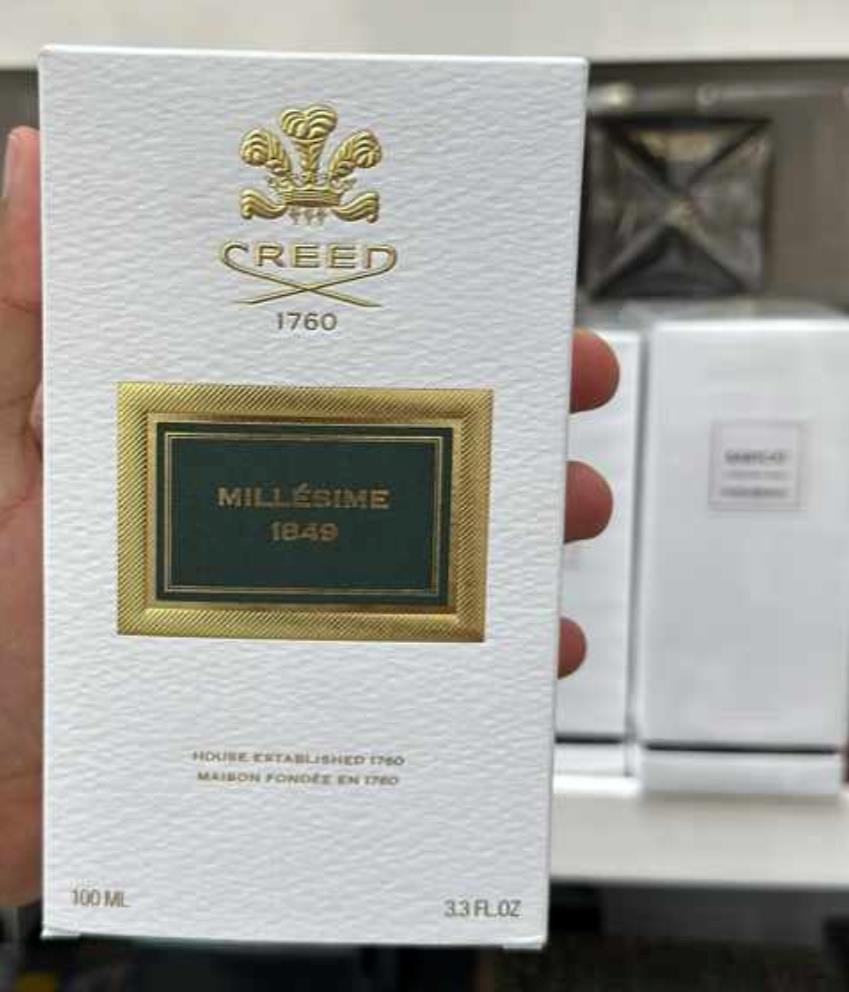 CREED
1760
MILLÉSIME
1849
HOUSE ESTABLISHED 1760
MAISON FONDÉE EN 1760
100 ML
3.3 FL.OZ